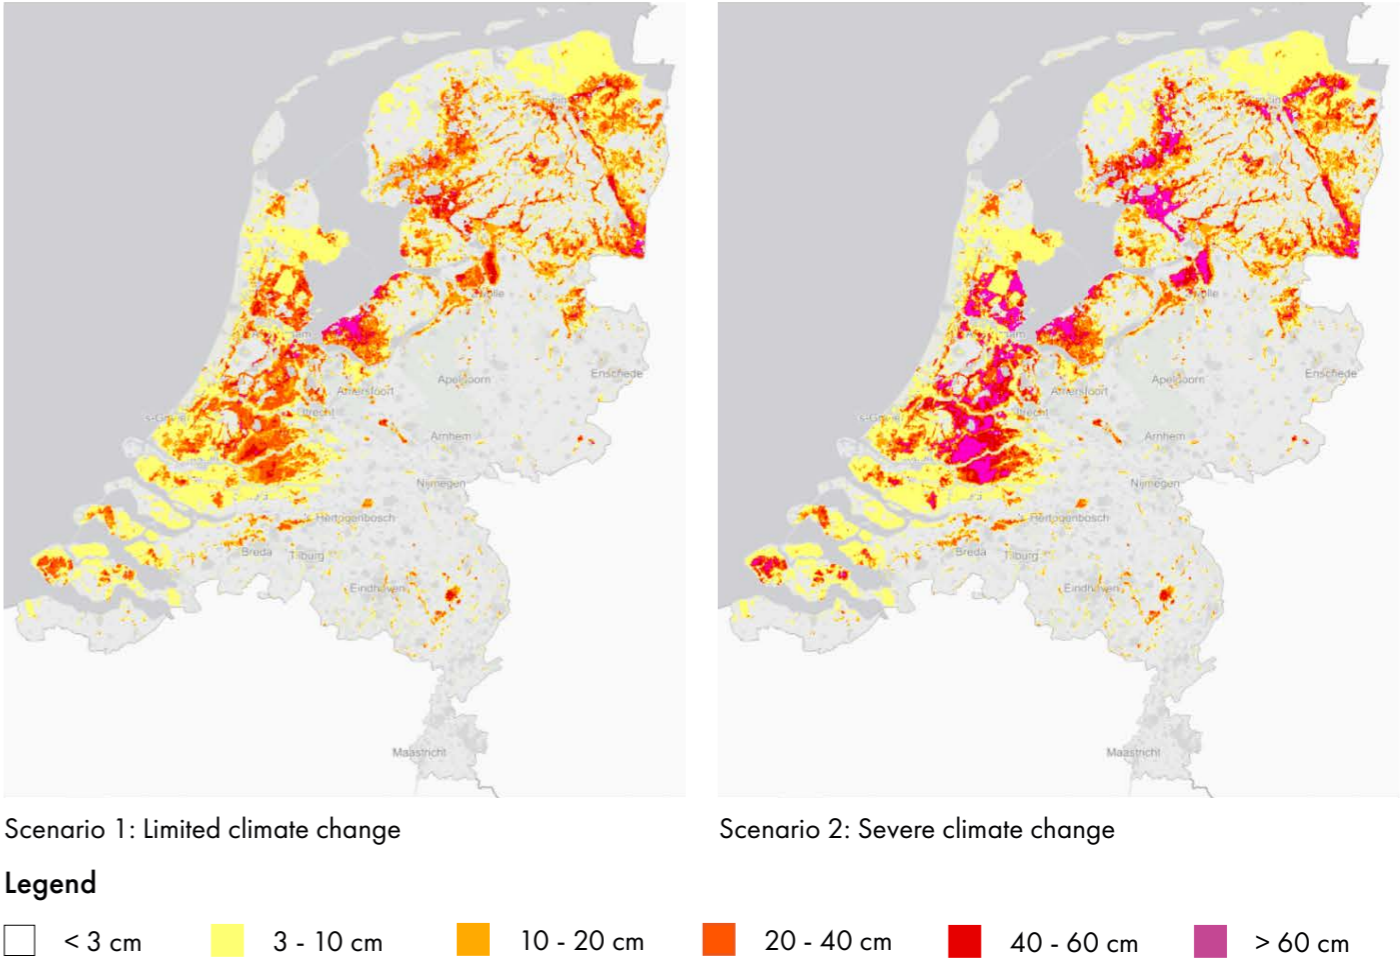 Enschede
Apeldoorn
Amersfoort
Arnhem
Nijmegen
Hertogenbosch
Breda
Tilburg
Eindhoven
Maastricht
Enschede
Apeldoorn
Amersfoort
Arnhem
Nijmegen
Hertogenbosch
Breda
Tilburg
Eindhoven
Maastricht
Scenario 1: Limited climate change
Scenario 2: Severe climate change
Legend
< 3 cm
3 - 10 cm
10 - 20 cm
20 - 40 cm
40 - 60 cm
> 60 cm